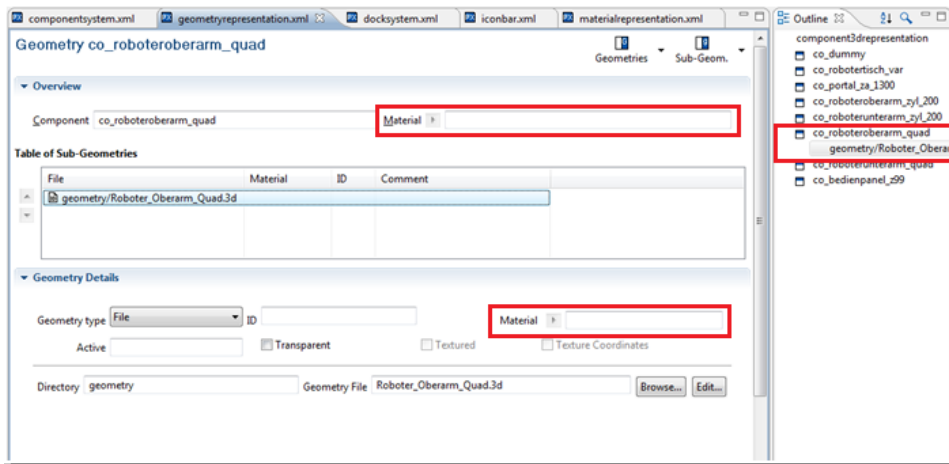 componentsystem.xml geometryrepresentation.xml docksystem.xml iconbar.xml materialrepresentation.xml
Outline
Geometry co_roboteroberarm_quad
Geometries Sub-Geom.
Overview
Component co_roboteroberarm_quad Material
Table of Sub-Geometries
File Material ID Comment
geometry/Roboter_Oberarm_Quad.3d
Geometry Details
Geometry type File ID Material
Active Transparent Textured Texture Coordinates
Directory geometry Geometry File Roboter_Oberarm_Quad.3d Browse... Edit...
component3drepresentation
co_dummy
co_robotertisch_var
co_portal_za_1300
co_roboteroberarm_zyl_200
co_roboterunterarm_zyl_200
co_roboteroberarm_quad
geometry/Roboter_Oberar
co_roboterunterarm_quad
co_bedienpanel_z99